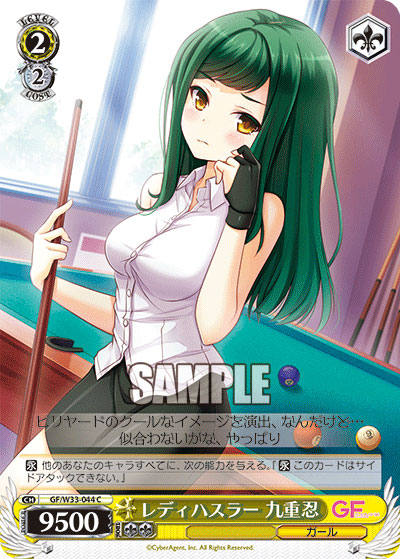 LEVEL
2
2
COST
SAMPLE
ビリヤードのクールなイメージを演出、なんだけど…
似合わないかな、やっぱり
【永】 他のあなたのキャラすべてに、次の能力を与える。『【永】 このカードはサイドアタックできない。』
CH
GF/W33-044 C
9500
レディハスラー 九重忍
GF
ガール
©CyberAgent, Inc. All Rights Reserved.